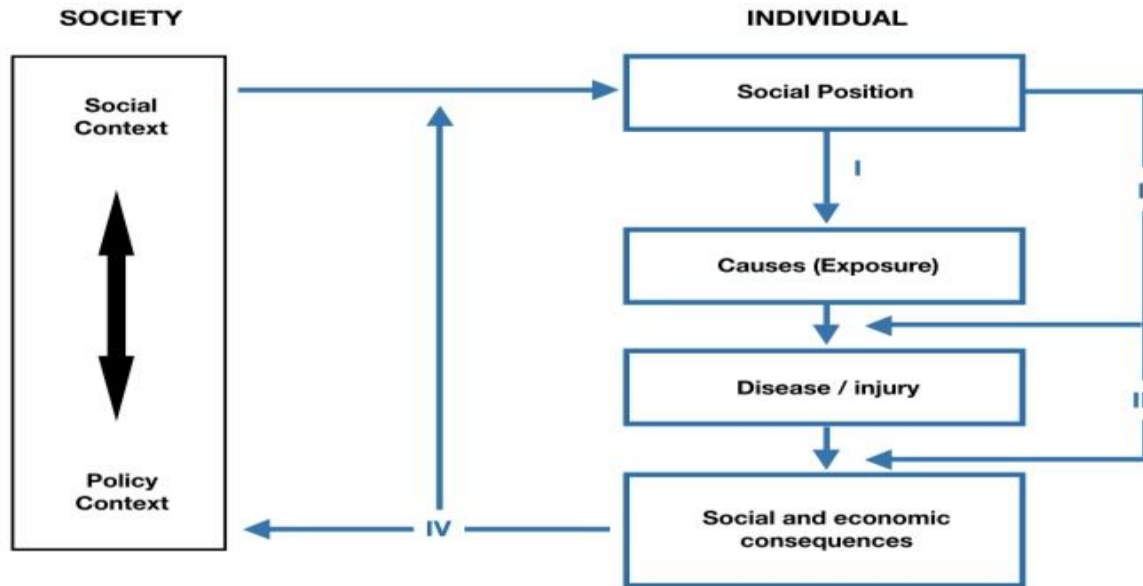 SOCIETY
INDIVIDUAL
Social
Context
Policy
Context
Social Position
I
Causes (Exposure)
Disease / injury
Social and economic
consequences
IV